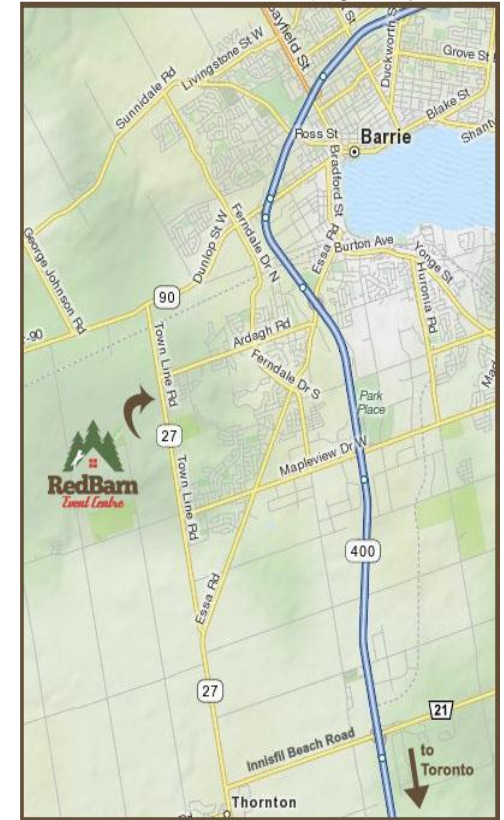 Livingstone St W
Duckworth S
Grove St
Sunnidale Rd
Blake St
Ross St
Barrie
Shanty
Bradford St
George Johnson Rd
Dunlop St W
Ferndale Dr N
Essa Rd
Burton Ave
Yonge St
Huronia Rd
90
-90
Town Line Rd
Ardagh Rd
Ferndale Dr S
Park
Place
27
RedBarn
Event Centre
Town Line Rd
Mapleview Dr W
400
Essa Rd
27
21
Innisfil Beach Road
to
Toronto
Thornton